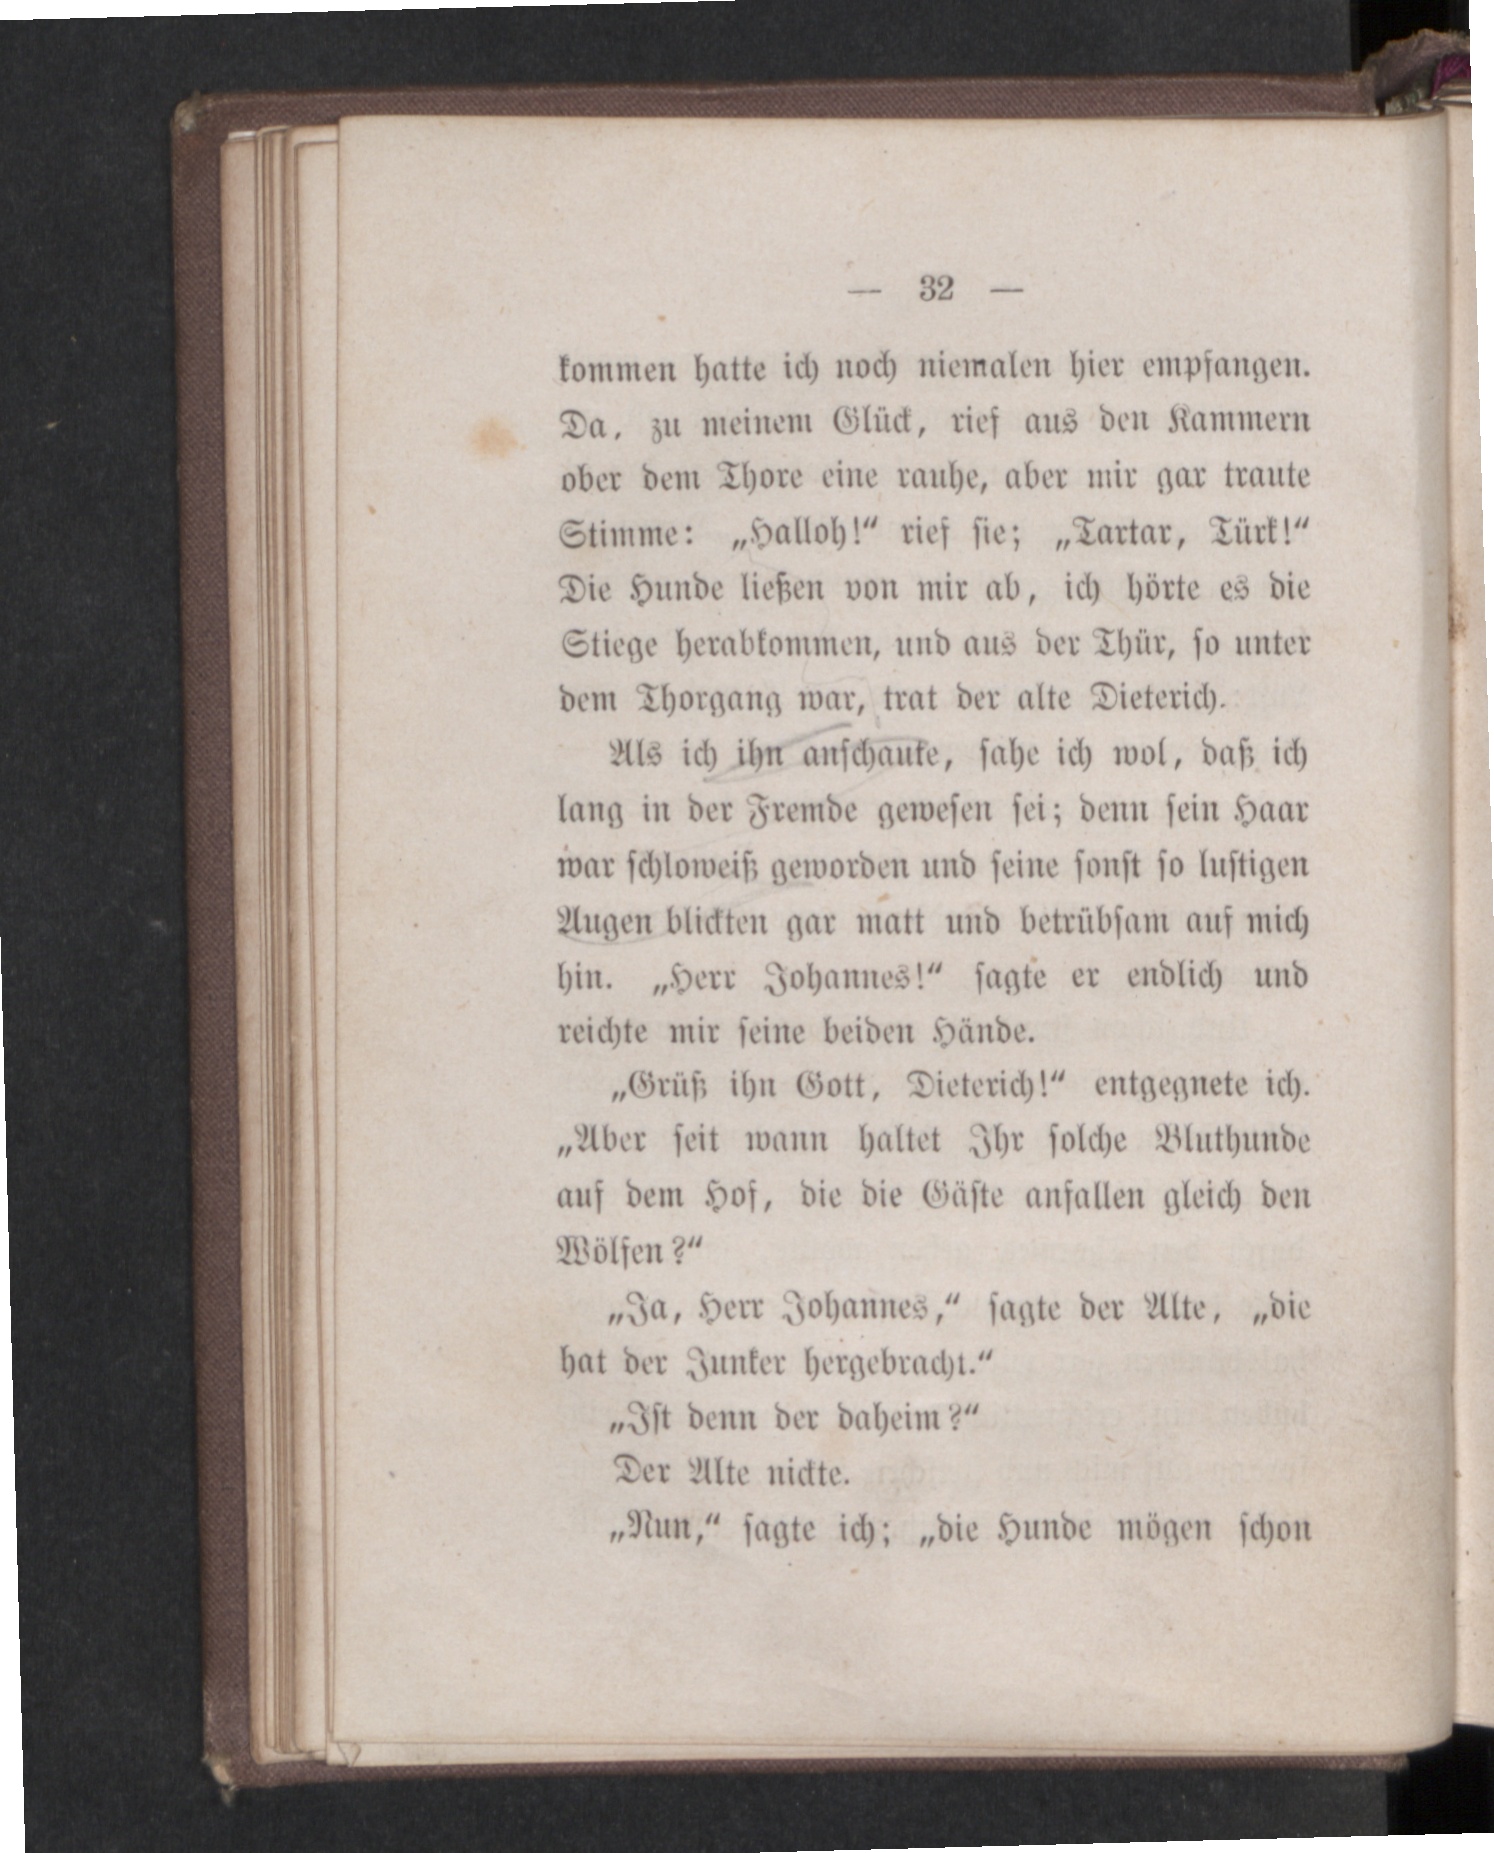 — 32 —
kommen hatte ich noch niemalen hier empfangen.
Da, zu meinem Glück, rief aus den Kammern
ober dem Thore eine rauhe, aber mir gar traute
Stimme: „Halloh!“ rief sie; „Tartar, Türk!“
Die Hunde ließen von mir ab, ich hörte es die
Stiege herabkommen, und aus der Thür, so unter
dem Thorgang war, trat der alte Dieterich.
Als ich ihn anschaute, sahe ich wol, daß ich
lang in der Fremde gewesen sei; denn sein Haar
war schloweiß geworden und seine sonst so lustigen
Augen blickten gar matt und betrübsam auf mich
hin. „Herr Johannes!“ sagte er endlich und
reichte mir seine beiden Hände.
„Grüß ihn Gott, Dieterich!“ entgegnete ich.
„Aber seit wann haltet Ihr solche Bluthunde
auf dem Hof, die die Gäste anfallen gleich den
Wölfen?“
„Ja, Herr Johannes,“ sagte der Alte, „die
hat der Junker hergebracht.“
„Ist denn der daheim?“
Der Alte nickte.
„Nun,“ sagte ich; „die Hunde mögen schon